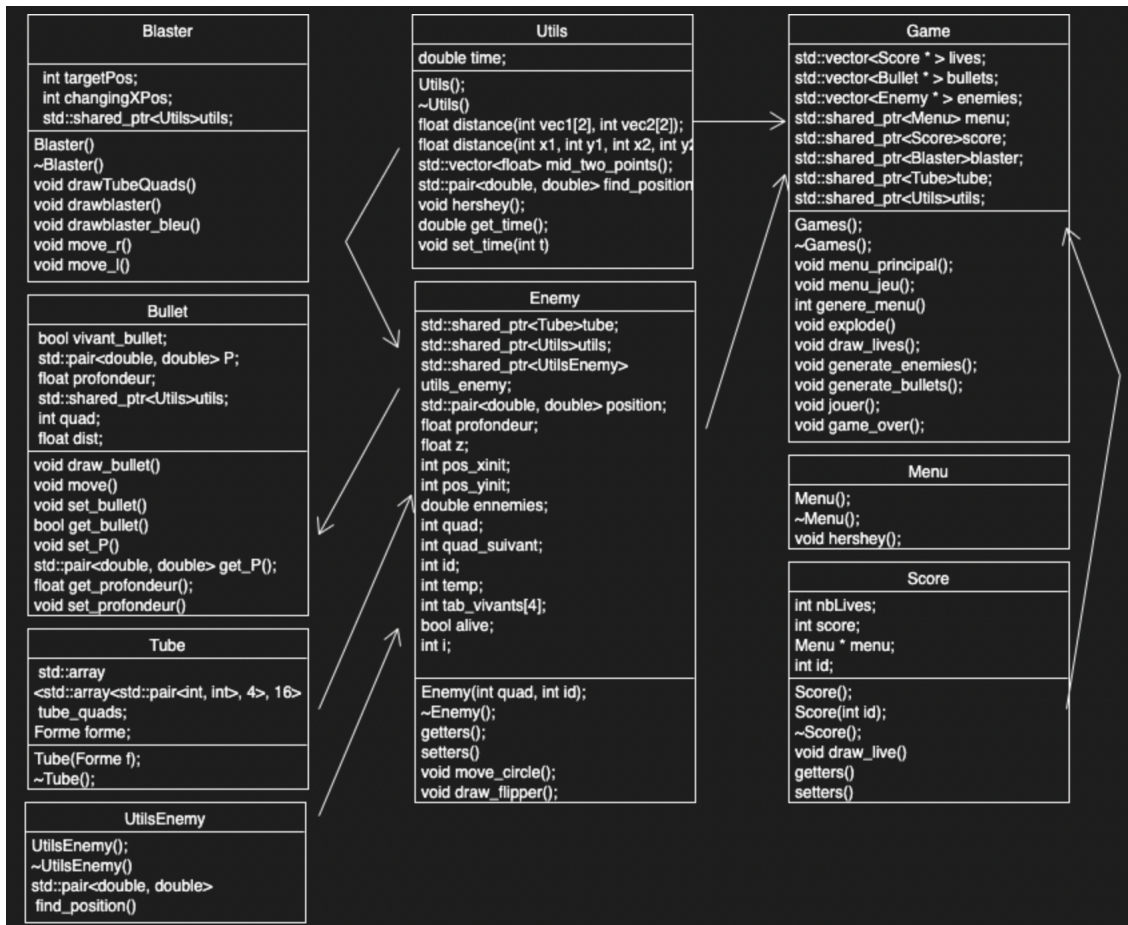 Blaster
int targetPos;
int changingXPos;
std::shared_ptr<Utils>utils;
Blaster()
~Blaster()
void drawTubeQuads()
void drawblaster()
void drawblaster_bleu()
void move_r()
void move_l()
Bullet
bool vivant_bullet;
std::pair<double, double> P;
float profondeur;
std::shared_ptr<Utils>utils;
int quad;
float dist;
void draw_bullet()
void move()
void set_bullet()
bool get_bullet()
void set_P()
std::pair<double, double> get_P();
float get_profondeur();
void set_profondeur()
Tube
std::array
<std::array<std::pair<int, int>, 4>, 16>
tube_quads;
Forme forme;
Tube(Forme f);
~Tube();
UtilsEnemy
UtilsEnemy();
~UtilsEnemy()
std::pair<double, double>
find_position()
Utils
double time;
Utils();
~Utils()
float distance(int vec1[2], int vec2[2]);
float distance(int x1, int y1, int x2, int y2
std::vector<float> mid_two_points();
std::pair<double, double> find_position
void hershey();
double get_time();
void set_time(int t)
Enemy
std::shared_ptr<Tube>tube;
std::shared_ptr<Utils>utils;
std::shared_ptr<UtilsEnemy>
utils_enemy;
std::pair<double, double> position;
float profondeur;
float z;
int pos_xinit;
int pos_yinit;
double ennemies;
int quad;
int quad_suivant;
int id;
int temp;
int tab_vivants[4];
bool alive;
int i;
Enemy(int quad, int id);
~Enemy();
getters();
setters()
void move_circle();
void draw_flipper();
Game
std::vector<Score * > lives;
std::vector<Bullet * > bullets;
std::vector<Enemy * > enemies;
std::shared_ptr<Menu> menu;
std::shared_ptr<Score>score;
std::shared_ptr<Blaster>blaster;
std::shared_ptr<Tube>tube;
std::shared_ptr<Utils>utils;
Games();
~Games();
void menu_principal();
void menu_jeu();
int genere_menu()
void explode()
void draw_lives();
void generate_enemies();
void generate_bullets();
void jouer();
void game_over();
Menu
Menu();
~Menu();
void hershey();
Score
int nbLives;
int score;
Menu * menu;
int id;
Score();
Score(int id);
~Score();
void draw_live()
getters()
setters()